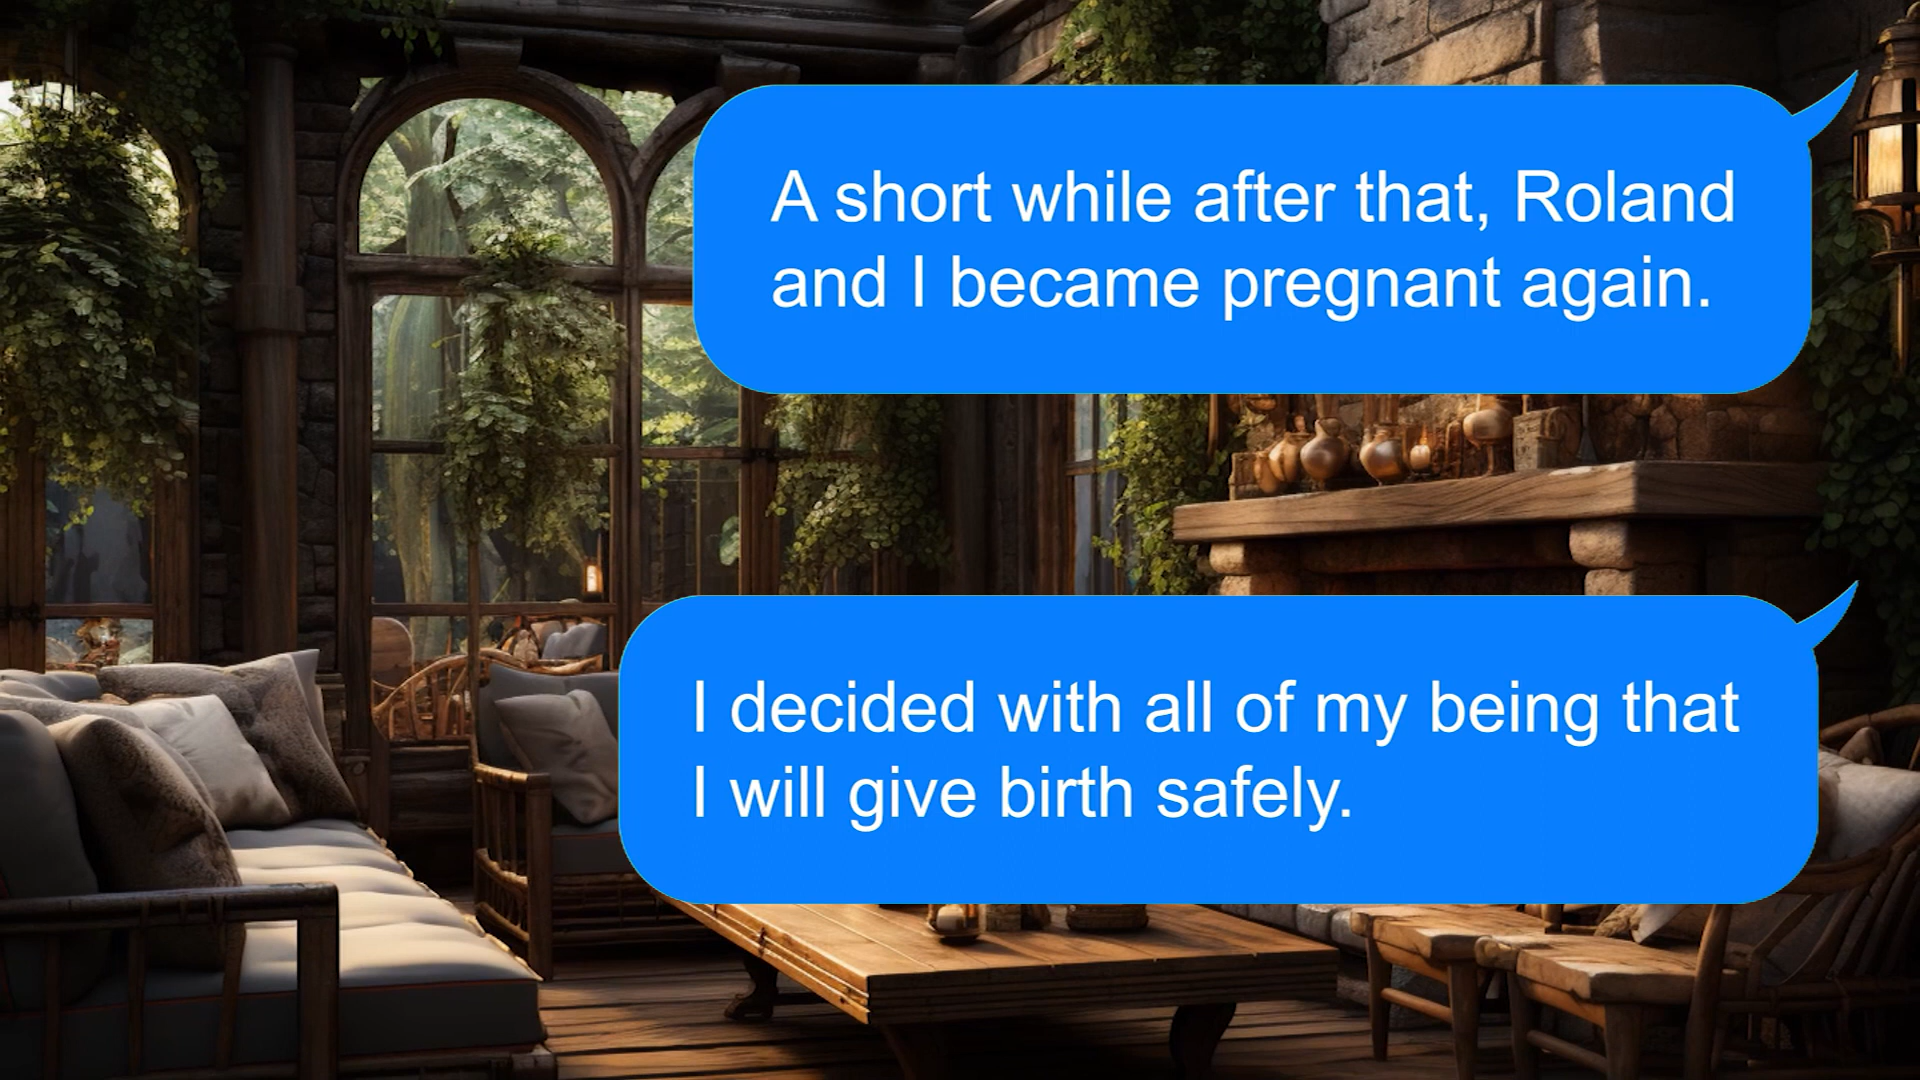 A short while after that, Roland
and I became pregnant again.
I decided with all of my being that
I will give birth safely.